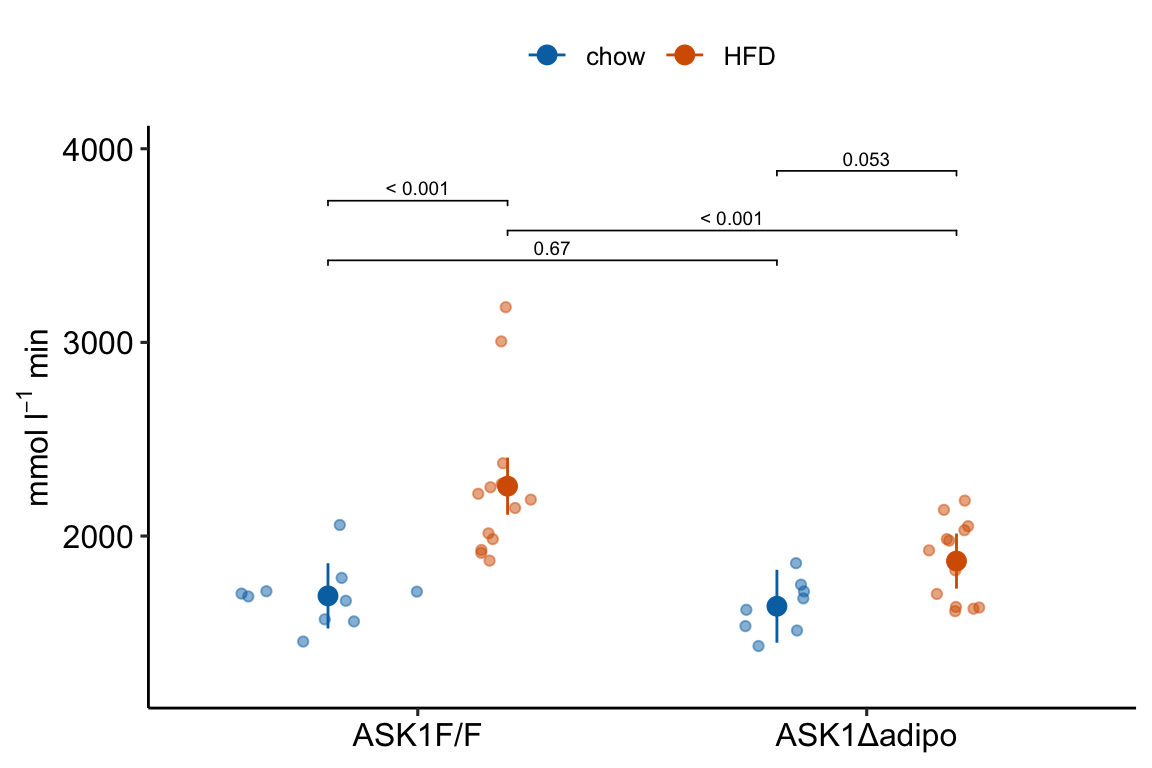 chow HFD
4000
3000
2000
mmol l⁻¹ min
0.053
< 0.001
< 0.001
0.67
ASK1F/F ASK1Δadipo